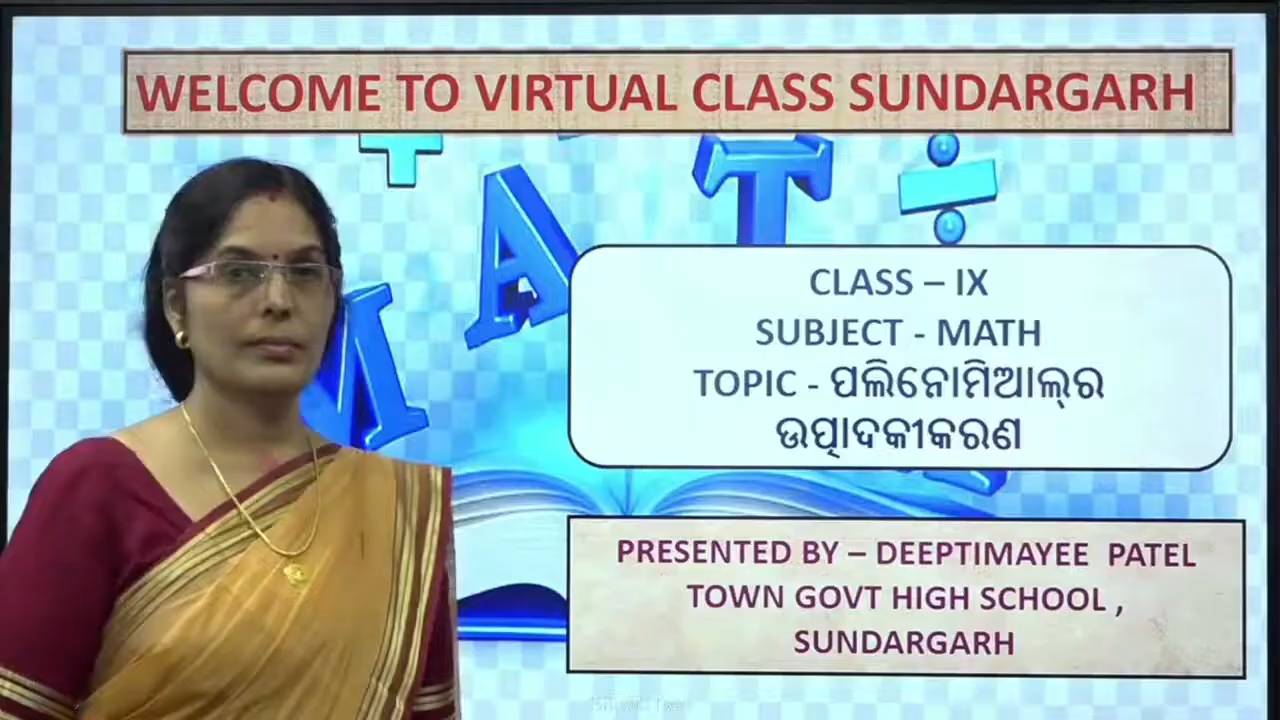 WELCOME TO VIRTUAL CLASS SUNDARGARH
M A T
CLASS – IX
SUBJECT - MATH
TOPIC - ପଲିନୋମିଆଲ୍‌ର
ଉତ୍ପାଦକୀକରଣ
PRESENTED BY – DEEPTIMAYEE PATEL
TOWN GOVT HIGH SCHOOL ,
SUNDARGARH